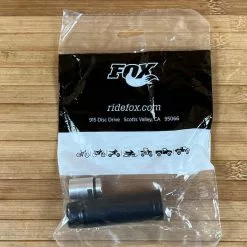 FOX
ridefox.com
915 Disc Drive Scotts Valley, CA 95066